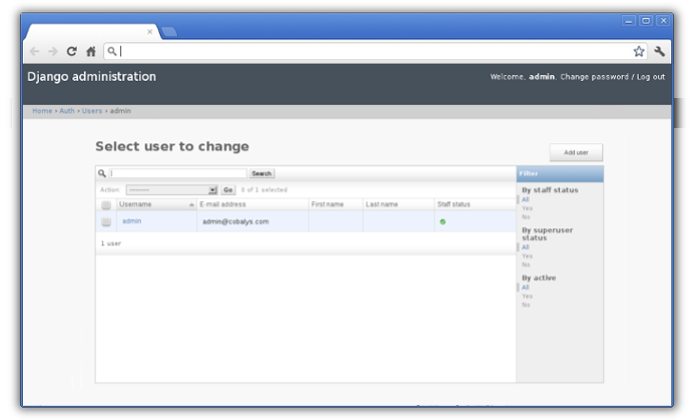 Django administration
Welcome, admin. Change password / Log out
Home › Auth › Users › admin
Select user to change
Add user
Search
Filter
Action: ---------
Go
0 of 1 selected
By staff status
All
Yes
No
Username
E-mail address
First name
Last name
Staff status
admin
admin@cobalys.com
By superuser
status
All
Yes
No
1 user
By active
All
Yes
No